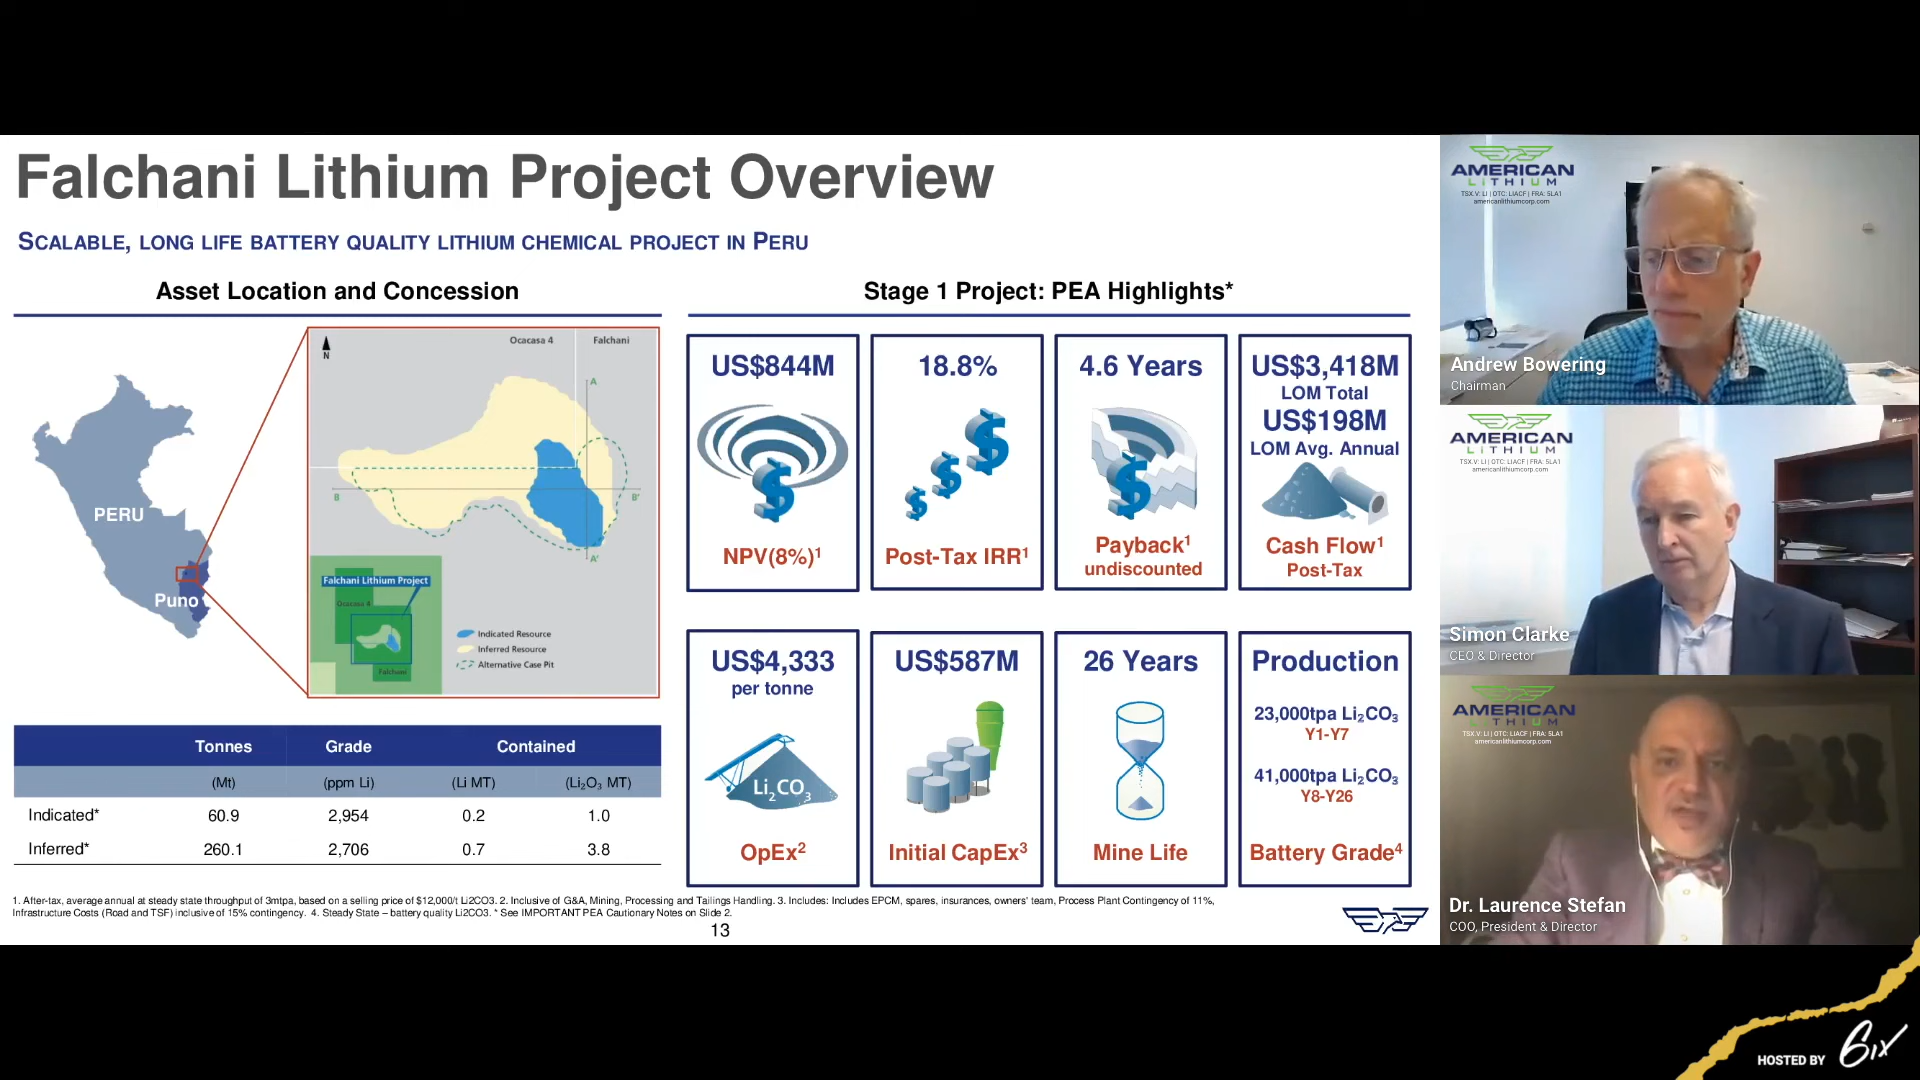 Falchani Lithium Project Overview
SCALABLE, LONG LIFE BATTERY QUALITY LITHIUM CHEMICAL PROJECT IN PERU
Asset Location and Concession
PERU
Puno
N
Ocacasa 4
Falchani
A
B
B'
A'
Falchani Lithium Project
Ocacasa 4
Falchani
Indicated Resource
Inferred Resource
Alternative Case Pit
Tonnes Grade Contained
(Mt) (ppm Li) (Li MT) (Li₂O₃ MT)
Indicated* 60.9 2,954 0.2 1.0
Inferred* 260.1 2,706 0.7 3.8
Stage 1 Project: PEA Highlights*
US$844M
NPV(8%)¹
18.8%
Post-Tax IRR¹
4.6 Years
Payback¹
undiscounted
US$3,418M
LOM Total
US$198M
LOM Avg. Annual
Cash Flow¹
Post-Tax
US$4,333
per tonne
Li₂CO₃
OpEx²
US$587M
Initial CapEx³
26 Years
Mine Life
Production
23,000tpa Li₂CO₃
Y1-Y7
41,000tpa Li₂CO₃
Y8-Y26
Battery Grade⁴
1. After-tax, average annual at steady state throughput of 3mtpa, based on a selling price of $12,000/t Li2CO3. 2. Inclusive of G&A, Mining, Processing and Tailings Handling. 3. Includes: Includes EPCM, spares, insurances, owners' team, Process Plant Contingency of 11%,
Infrastructure Costs (Road and TSF) inclusive of 15% contingency. 4. Steady State – battery quality Li2CO3. * See IMPORTANT PEA Cautionary Notes on Slide 2.
13
AMERICAN
LITHIUM
TSX.V: LI | OTC: LIACF | FRA: 5LA1
americanlithiumcorp.com
Andrew Bowering
Chairman
AMERICAN
LITHIUM
TSX.V: LI | OTC: LIACF | FRA: 5LA1
americanlithiumcorp.com
Simon Clarke
CEO & Director
AMERICAN
LITHIUM
TSX.V: LI | OTC: LIACF | FRA: 5LA1
americanlithiumcorp.com
Dr. Laurence Stefan
COO, President & Director
HOSTED BY 6ix